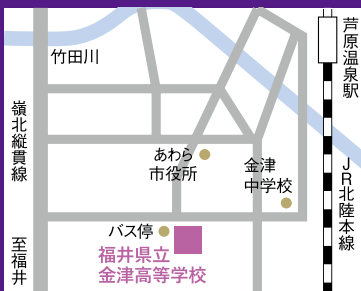 芦原温泉駅
竹田川
嶺北縦貫線
あわら
市役所
金津
中学校
JR北陸本線
バス停
至福井
福井県立
金津高等学校